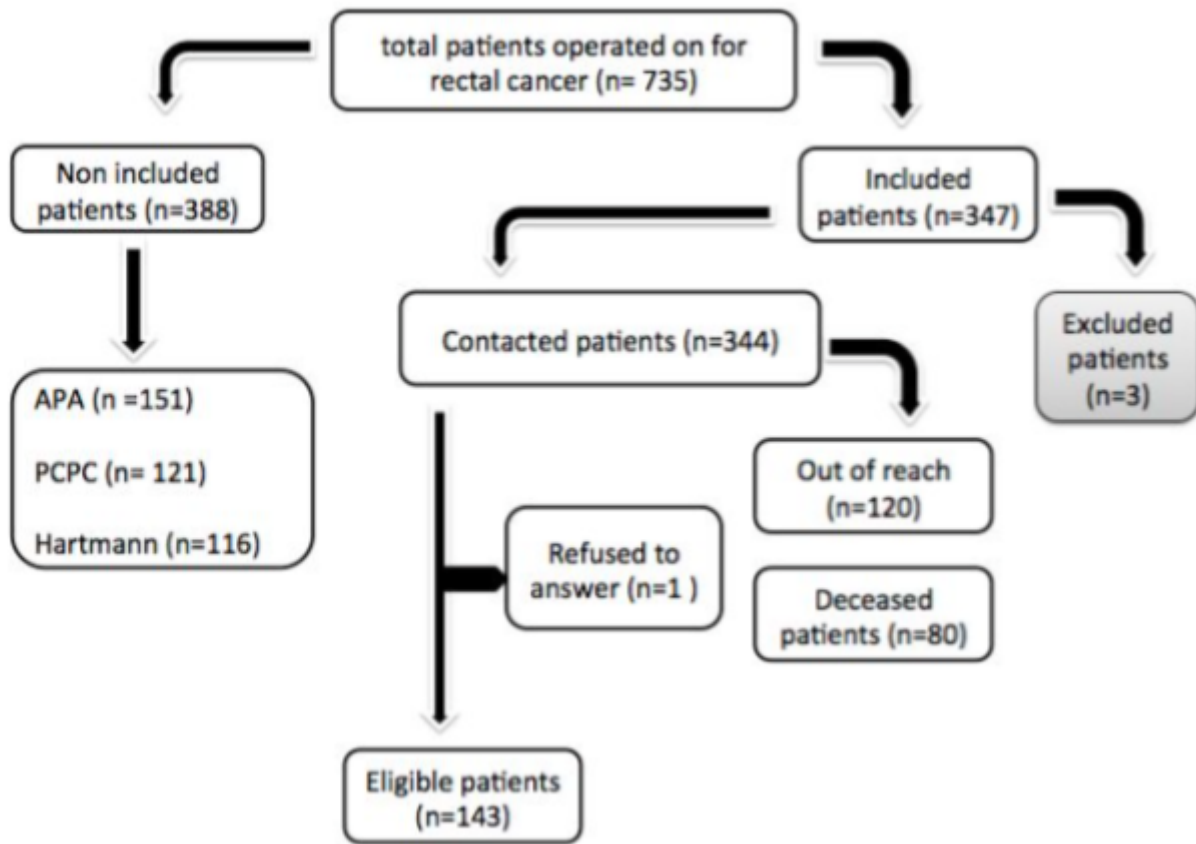 total patients operated on for
rectal cancer (n= 735)
Non included
patients (n=388)
Included
patients (n=347)
Contacted patients (n=344)
Excluded
patients
(n=3)
APA (n =151)
PCPC (n= 121)
Hartmann (n=116)
Out of reach
(n=120)
Refused to
answer (n=1 )
Deceased
patients (n=80)
Eligible patients
(n=143)